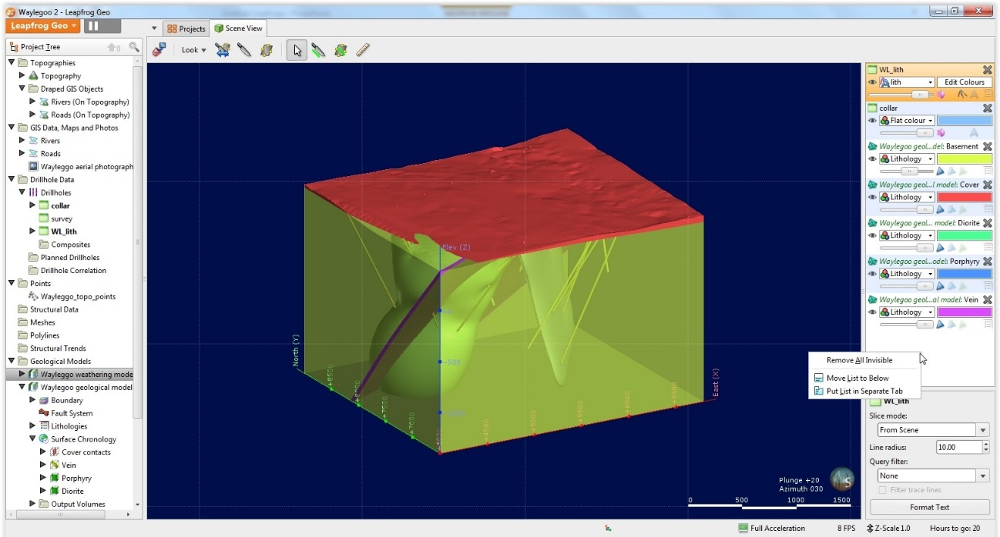 Waylegoo 2 - Leapfrog Geo
Leapfrog Geo
Projects
Scene View
Project Tree
0
Look
Topographies
Topography
Draped GIS Objects
Rivers (On Topography)
Roads (On Topography)
GIS Data, Maps and Photos
Rivers
Roads
Wayleggo aerial photograph
Drillhole Data
Drillholes
collar
survey
WL_lith
Composites
Planned Drillholes
Drillhole Correlation
Points
Wayleggo_topo_points
Structural Data
Meshes
Polylines
Structural Trends
Geological Models
Wayleggo weathering mode
Waylegoo geological model
Boundary
Fault System
Lithologies
Surface Chronology
Cover contacts
Vein
Porphyry
Diorite
Output Volumes
Elev (Z)
North (Y)
East (X)
-500
+8500
+8000
+7500
+7000
+4500
+5000
+5500
+6000
+6500
Plunge +20
Azimuth 030
0 500 1000 1500
WL_lith
lith
Edit Colours
collar
Flat colour
Waylegoo geol...del: Basement
Lithology
Waylegoo geol...l model: Cover
Lithology
Waylegoo geol... model: Diorite
Lithology
Waylegoo geol...odel: Porphyry
Lithology
Waylegoo geol...al model: Vein
Lithology
Remove All Invisible
Move List to Below
Put List in Separate Tab
WL_lith
Slice mode:
From Scene
Line radius:
10.00
Query filter:
None
Filter trace lines
Format Text
Full Acceleration
8 FPS
Z-Scale 1.0
Hours to go: 20